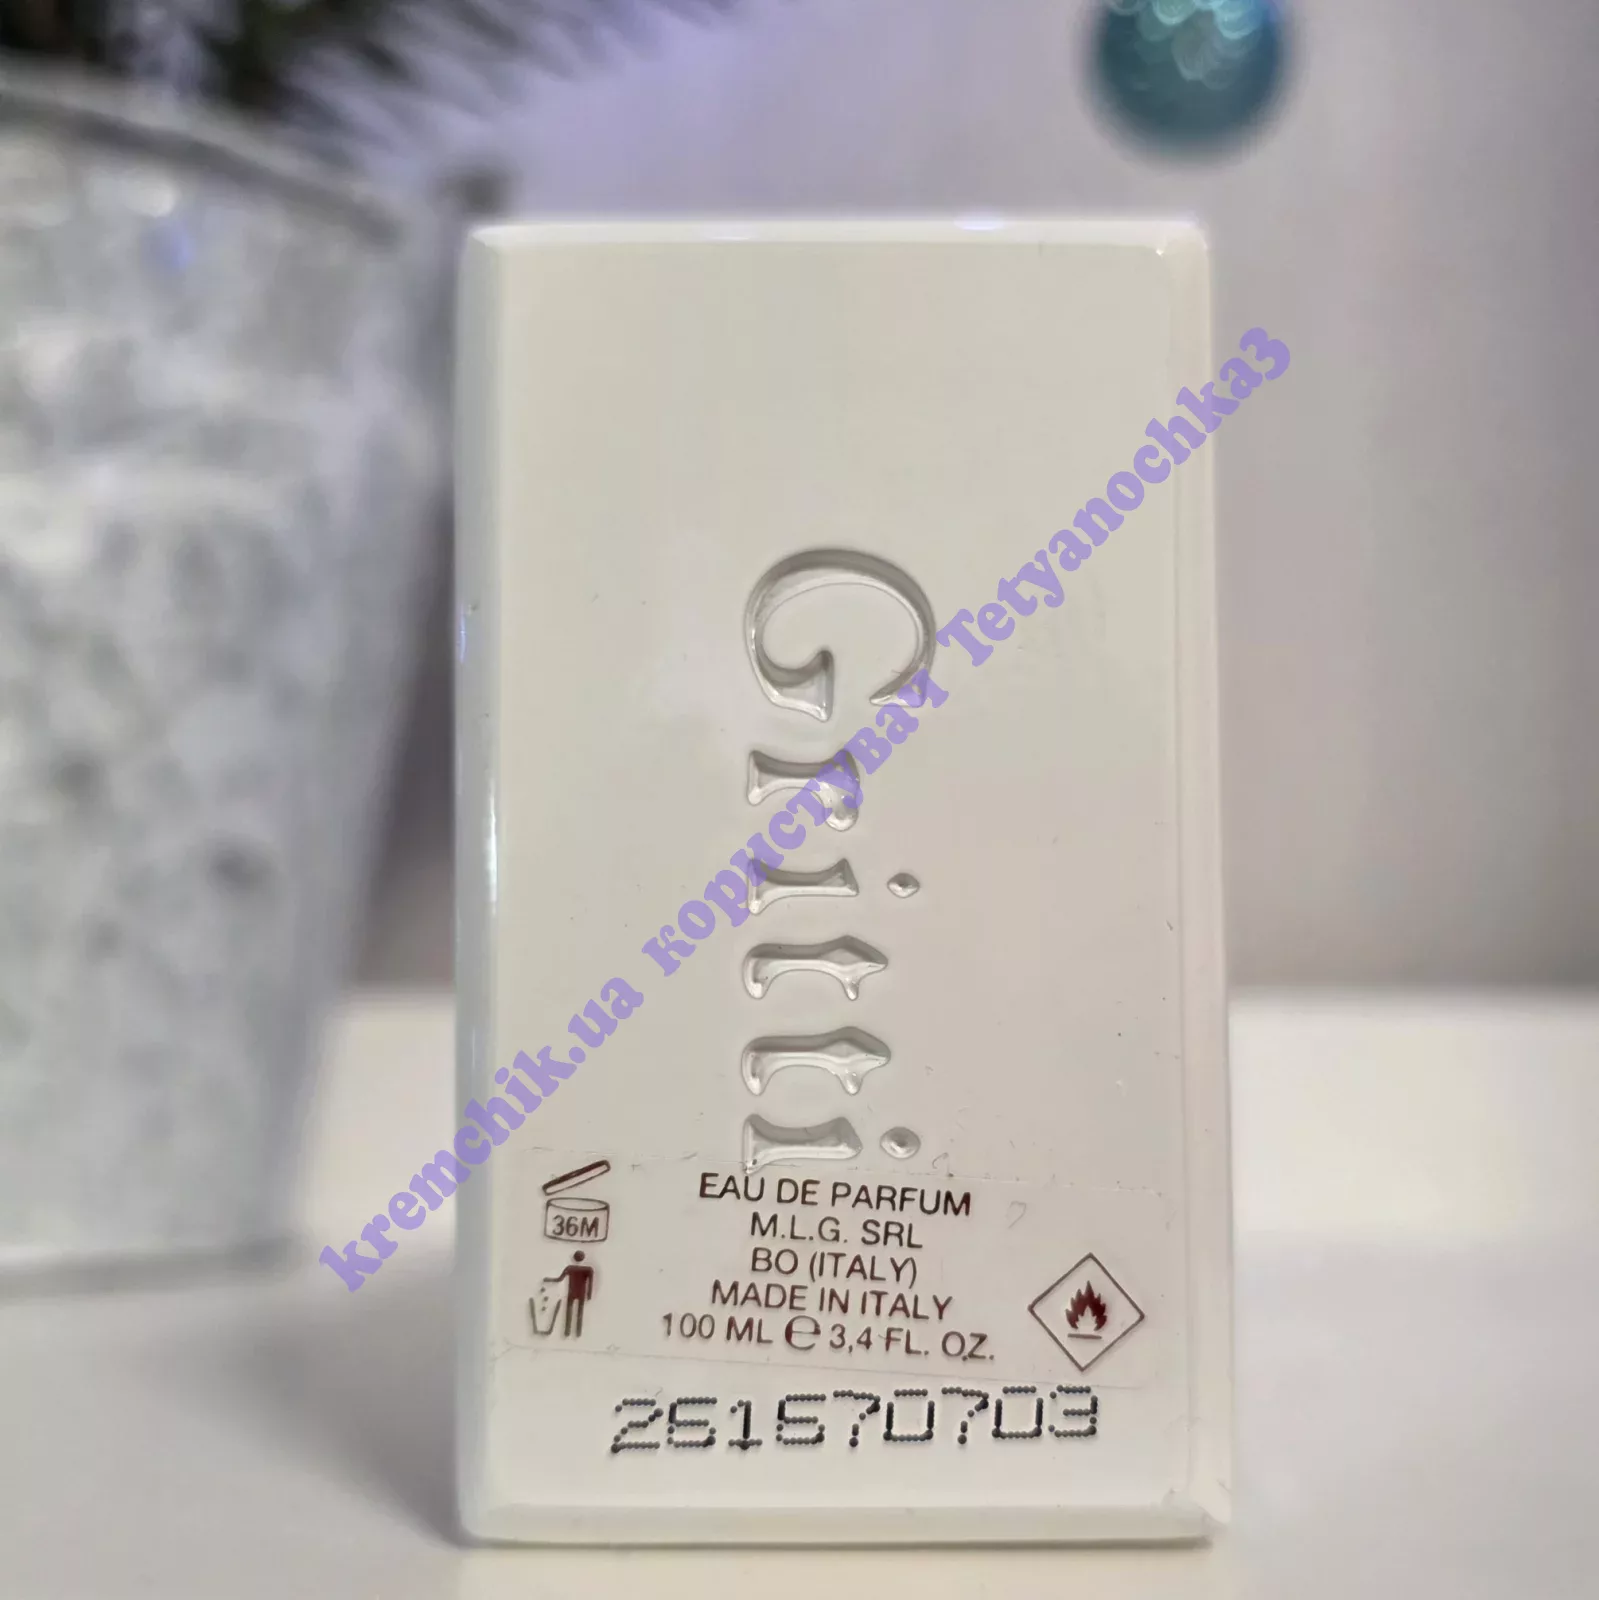 Gritti
kremchik.ua користувач Tetyanochka3
36M
EAU DE PARFUM
M.L.G. SRL
BO (ITALY)
MADE IN ITALY
100 ML ℮ 3,4 FL. OZ.
261670703